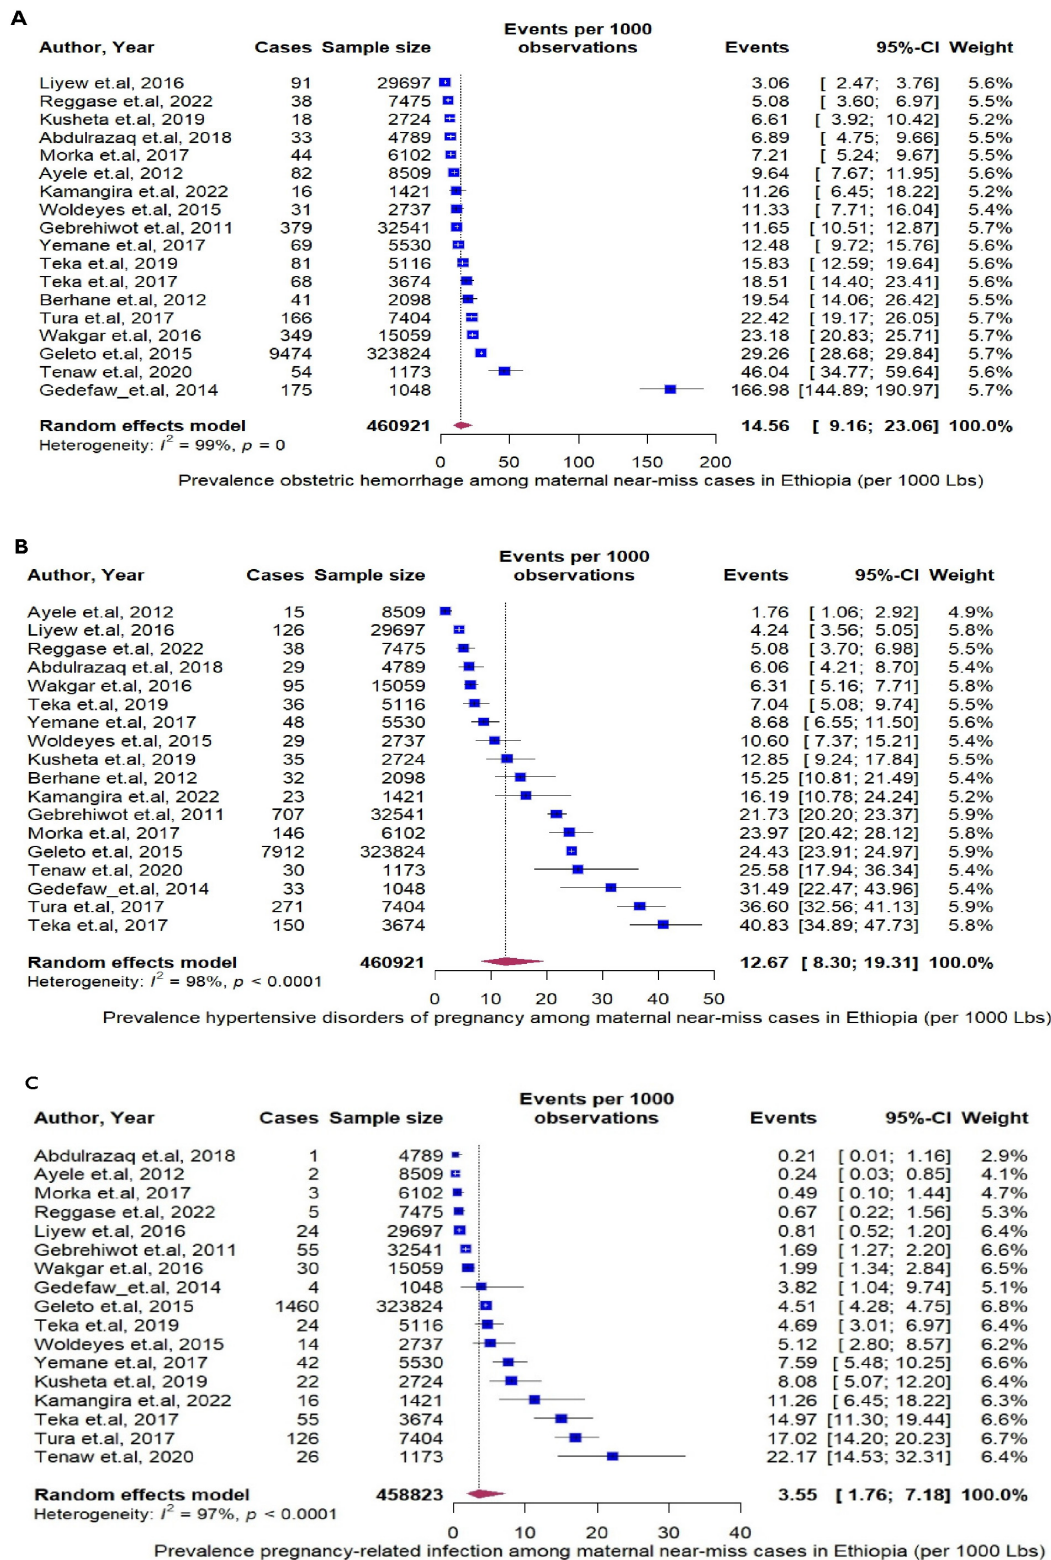 A
Author, Year Cases Sample size Events per 1000 observations Events 95%-CI Weight
Liyew et.al, 2016 91 29697 3.06 [ 2.47; 3.76] 5.6%
Reggase et.al, 2022 38 7475 5.08 [ 3.60; 6.97] 5.5%
Kusheta et.al, 2019 18 2724 6.61 [ 3.92; 10.42] 5.2%
Abdulrazaq et.al, 2018 33 4789 6.89 [ 4.75; 9.66] 5.5%
Morka et.al, 2017 44 6102 7.21 [ 5.24; 9.67] 5.5%
Ayele et.al, 2012 82 8509 9.64 [ 7.67; 11.95] 5.6%
Kamangira et.al, 2022 16 1421 11.26 [ 6.45; 18.22] 5.2%
Woldeyes et.al, 2015 31 2737 11.33 [ 7.71; 16.04] 5.4%
Gebrehiwot et.al, 2011 379 32541 11.65 [ 10.51; 12.87] 5.7%
Yemane et.al, 2017 69 5530 12.48 [ 9.72; 15.76] 5.6%
Teka et.al, 2019 81 5116 15.83 [ 12.59; 19.64] 5.6%
Teka et.al, 2017 68 3674 18.51 [ 14.40; 23.41] 5.6%
Berhane et.al, 2012 41 2098 19.54 [ 14.06; 26.42] 5.5%
Tura et.al, 2017 166 7404 22.42 [ 19.17; 26.05] 5.7%
Wakgar et.al, 2016 349 15059 23.18 [ 20.83; 25.71] 5.7%
Geleto et.al, 2015 9474 323824 29.26 [ 28.68; 29.84] 5.7%
Tenaw et.al, 2020 54 1173 46.04 [ 34.77; 59.64] 5.6%
Gedefaw_et.al, 2014 175 1048 166.98 [144.89; 190.97] 5.7%
Random effects model 460921 14.56 [ 9.16; 23.06] 100.0%
Heterogeneity: I² = 99%, p = 0
0 50 100 150 200
Prevalence obstetric hemorrhage among maternal near-miss cases in Ethiopia (per 1000 Lbs)
B
Author, Year Cases Sample size Events per 1000 observations Events 95%-CI Weight
Ayele et.al, 2012 15 8509 1.76 [ 1.06; 2.92] 4.9%
Liyew et.al, 2016 126 29697 4.24 [ 3.56; 5.05] 5.8%
Reggase et.al, 2022 38 7475 5.08 [ 3.70; 6.98] 5.5%
Abdulrazaq et.al, 2018 29 4789 6.06 [ 4.21; 8.70] 5.4%
Wakgar et.al, 2016 95 15059 6.31 [ 5.16; 7.71] 5.8%
Teka et.al, 2019 36 5116 7.04 [ 5.08; 9.74] 5.5%
Yemane et.al, 2017 48 5530 8.68 [ 6.55; 11.50] 5.6%
Woldeyes et.al, 2015 29 2737 10.60 [ 7.37; 15.21] 5.4%
Kusheta et.al, 2019 35 2724 12.85 [ 9.24; 17.84] 5.5%
Berhane et.al, 2012 32 2098 15.25 [10.81; 21.49] 5.4%
Kamangira et.al, 2022 23 1421 16.19 [10.78; 24.24] 5.2%
Gebrehiwot et.al, 2011 707 32541 21.73 [20.20; 23.37] 5.9%
Morka et.al, 2017 146 6102 23.97 [20.42; 28.12] 5.8%
Geleto et.al, 2015 7912 323824 24.43 [23.91; 24.97] 5.9%
Tenaw et.al, 2020 30 1173 25.58 [17.94; 36.34] 5.4%
Gedefaw_et.al, 2014 33 1048 31.49 [22.47; 43.96] 5.4%
Tura et.al, 2017 271 7404 36.60 [32.56; 41.13] 5.9%
Teka et.al, 2017 150 3674 40.83 [34.89; 47.73] 5.8%
Random effects model 460921 12.67 [ 8.30; 19.31] 100.0%
Heterogeneity: I² = 98%, p < 0.0001
0 10 20 30 40 50
Prevalence hypertensive disorders of pregnancy among maternal near-miss cases in Ethiopia (per 1000 Lbs)
C
Author, Year Cases Sample size Events per 1000 observations Events 95%-CI Weight
Abdulrazaq et.al, 2018 1 4789 0.21 [ 0.01; 1.16] 2.9%
Ayele et.al, 2012 2 8509 0.24 [ 0.03; 0.85] 4.1%
Morka et.al, 2017 3 6102 0.49 [ 0.10; 1.44] 4.7%
Reggase et.al, 2022 5 7475 0.67 [ 0.22; 1.56] 5.3%
Liyew et.al, 2016 24 29697 0.81 [ 0.52; 1.20] 6.4%
Gebrehiwot et.al, 2011 55 32541 1.69 [ 1.27; 2.20] 6.6%
Wakgar et.al, 2016 30 15059 1.99 [ 1.34; 2.84] 6.5%
Gedefaw_et.al, 2014 4 1048 3.82 [ 1.04; 9.74] 5.1%
Geleto et.al, 2015 1460 323824 4.51 [ 4.28; 4.75] 6.8%
Teka et.al, 2019 24 5116 4.69 [ 3.01; 6.97] 6.4%
Woldeyes et.al, 2015 14 2737 5.12 [ 2.80; 8.57] 6.2%
Yemane et.al, 2017 42 5530 7.59 [ 5.48; 10.25] 6.6%
Kusheta et.al, 2019 22 2724 8.08 [ 5.07; 12.20] 6.4%
Kamangira et.al, 2022 16 1421 11.26 [ 6.45; 18.22] 6.3%
Teka et.al, 2017 55 3674 14.97 [11.30; 19.44] 6.6%
Tura et.al, 2017 126 7404 17.02 [14.20; 20.23] 6.7%
Tenaw et.al, 2020 26 1173 22.17 [14.53; 32.31] 6.4%
Random effects model 458823 3.55 [ 1.76; 7.18] 100.0%
Heterogeneity: I² = 97%, p < 0.0001
0 10 20 30 40
Prevalence pregnancy-related infection among maternal near-miss cases in Ethiopia (per 1000 Lbs)